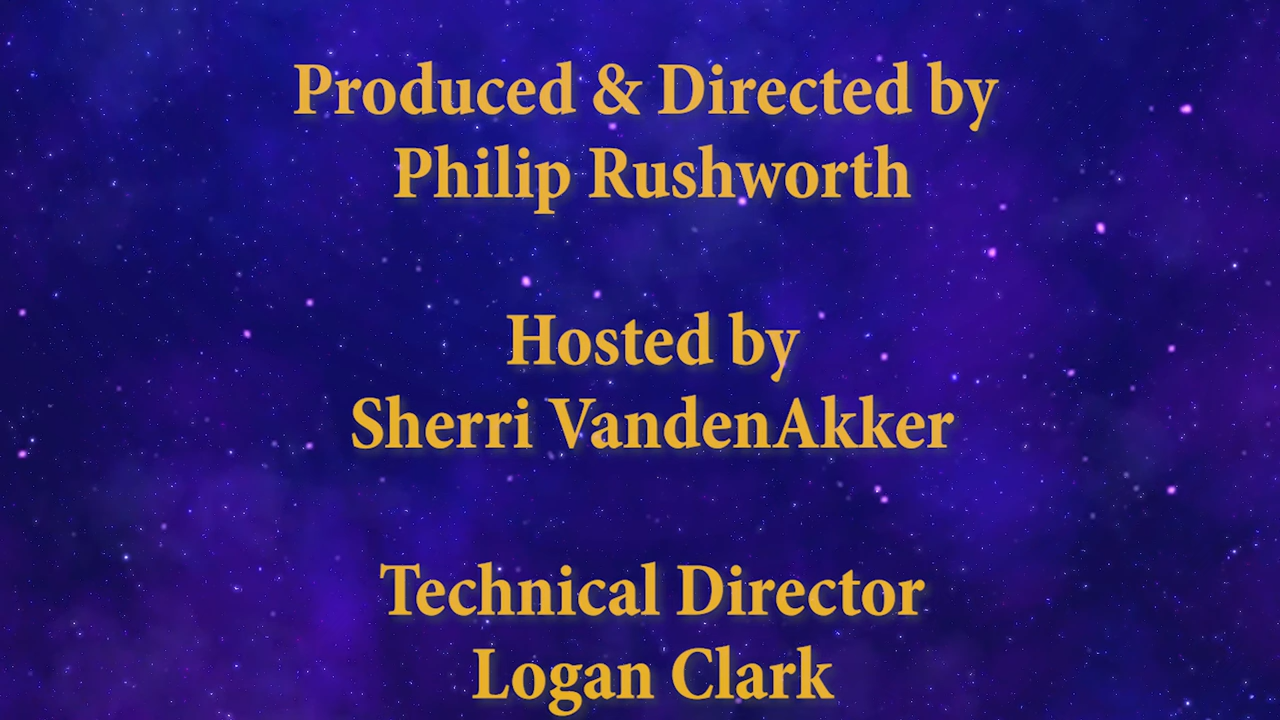 Produced & Directed by
Philip Rushworth
Hosted by
Sherri VandenAkker
Technical Director
Logan Clark